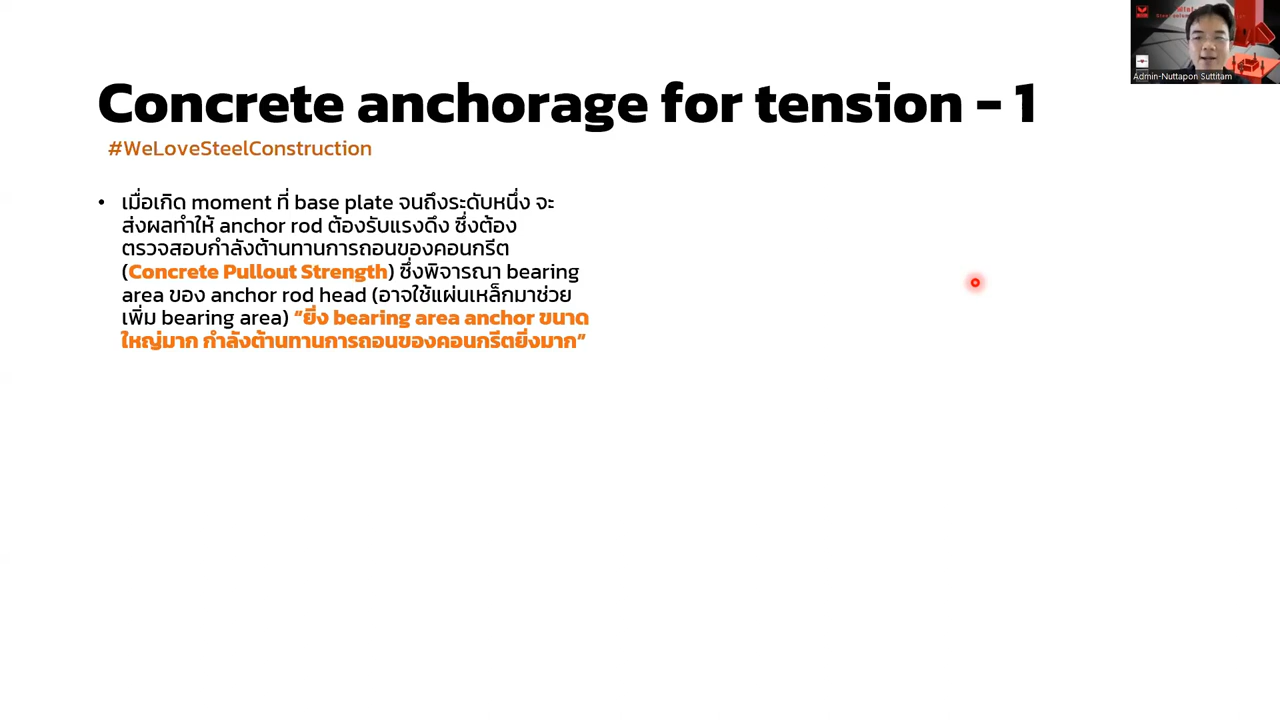 Admin-Nuttapon Suttitam
Concrete anchorage for tension - 1
#WeLoveSteelConstruction
• เมื่อเกิด moment ที่ base plate จนถึงระดับหนึ่ง จะ
ส่งผลทำให้ anchor rod ต้องรับแรงดึง ซึ่งต้อง
ตรวจสอบกำลังต้านทานการถอนของคอนกรีต
(Concrete Pullout Strength) ซึ่งพิจารณา bearing
area ของ anchor rod head (อาจใช้แผ่นเหล็กมาช่วย
เพิ่ม bearing area) “ยิ่ง bearing area anchor ขนาด
ใหญ่มาก กำลังต้านทานการถอนของคอนกรีตยิ่งมาก”